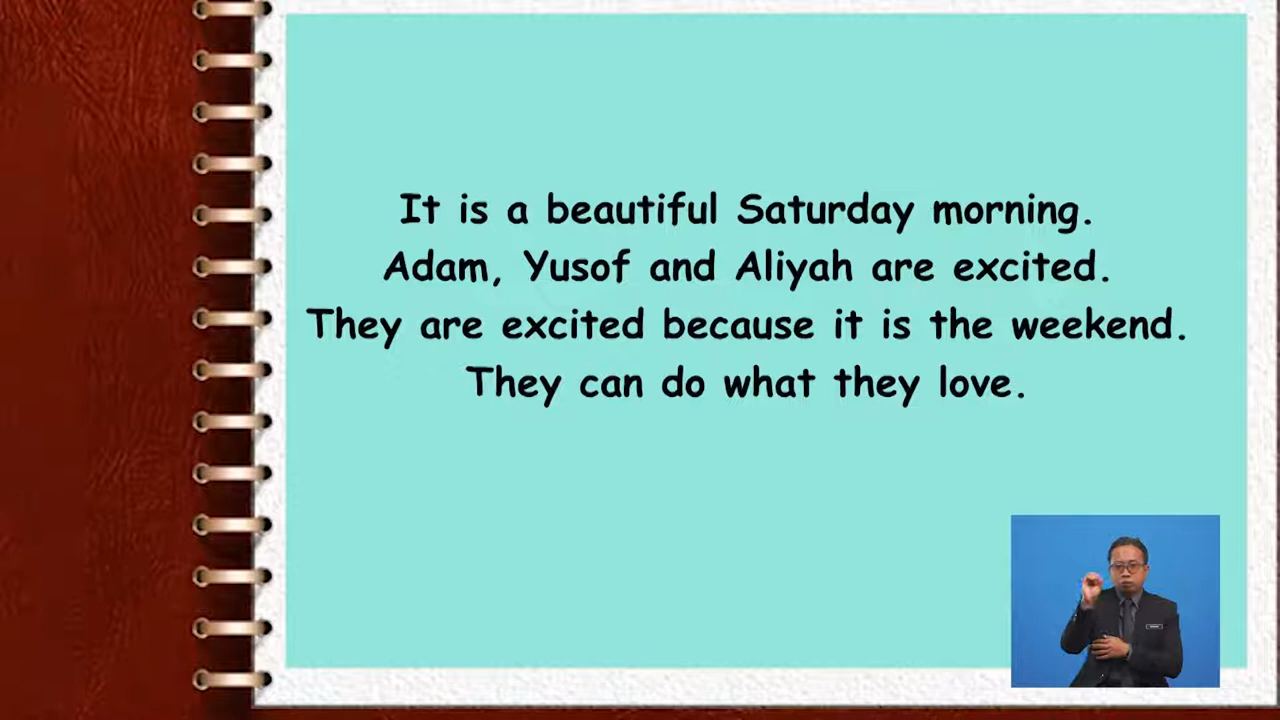 It is a beautiful Saturday morning.
Adam, Yusof and Aliyah are excited.
They are excited because it is the weekend.
They can do what they love.